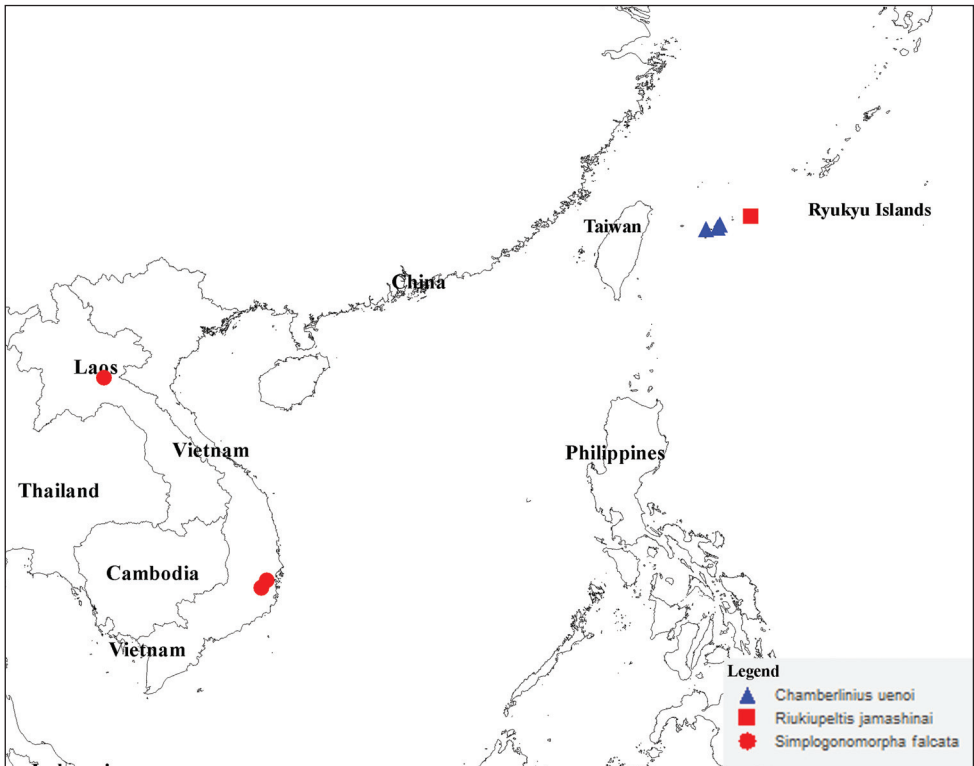 Ryukyu Islands
Taiwan
China
Laos
Vietnam
Philippines
Thailand
Cambodia
Vietnam
Legend
Chamberlinius uenoi
Riukiupeltis jamashinai
Simplogonomorpha falcata